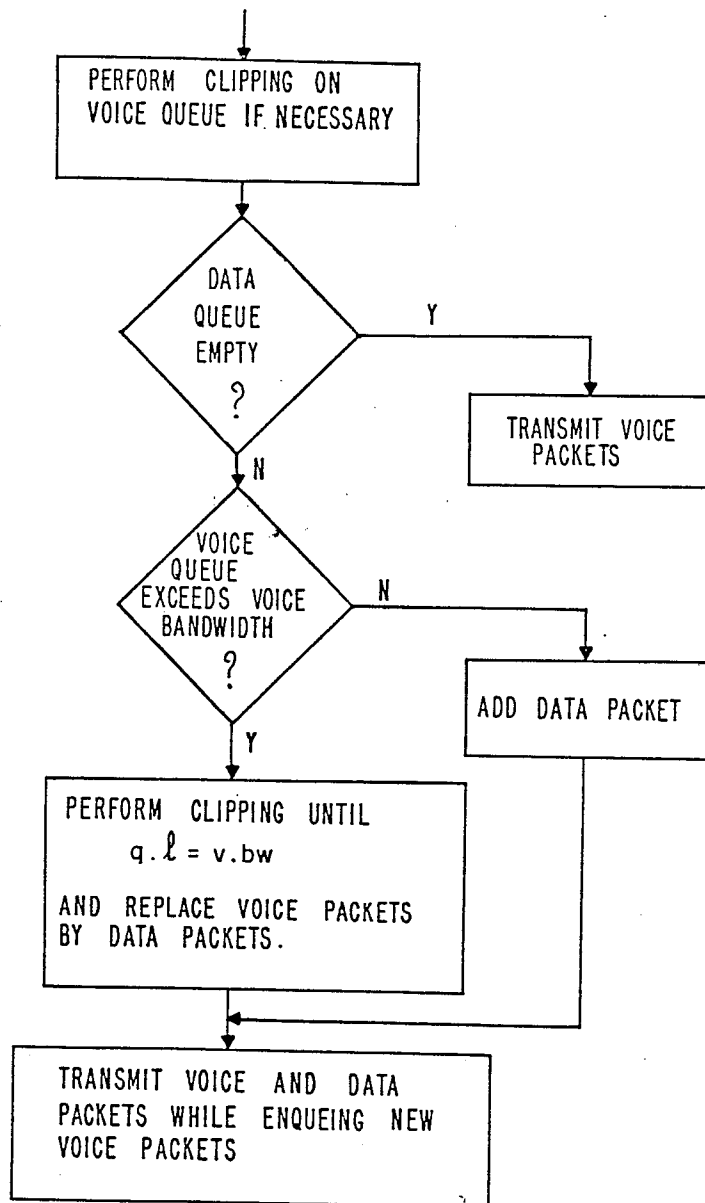 PERFORM CLIPPING ON
VOICE QUEUE IF NECESSARY
DATA
QUEUE
EMPTY
?
Y
TRANSMIT VOICE
PACKETS
N
VOICE
QUEUE
EXCEEDS VOICE
BANDWIDTH
?
N
ADD DATA PACKET
Y
PERFORM CLIPPING UNTIL
q.ℓ = v.bw
AND REPLACE VOICE PACKETS
BY DATA PACKETS.
TRANSMIT VOICE AND DATA
PACKETS WHILE ENQUEING NEW
VOICE PACKETS